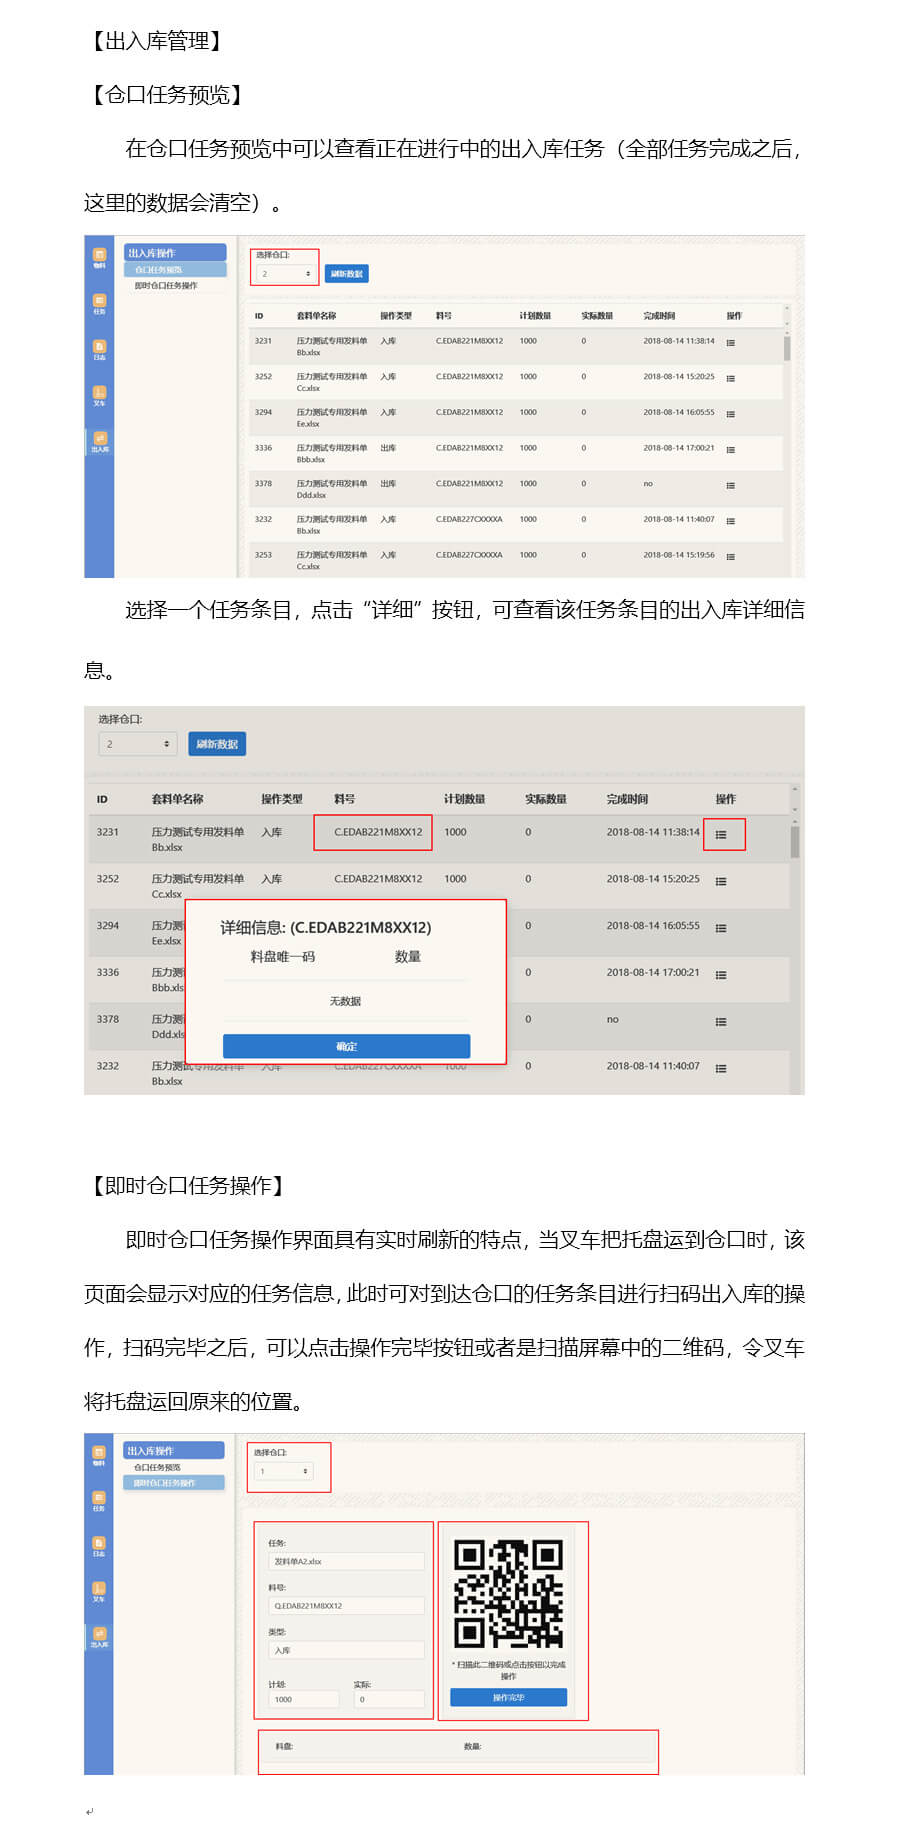 【出入库管理】
【仓口任务预览】
在仓口任务预览中可以查看正在进行中的出入库任务（全部任务完成之后，
这里的数据会清空）。
物料
任务
日志
叉车
出入库
出入库操作
仓口任务预览
即时仓口任务操作
选择仓口:
2 刷新数据
ID 套料单名称 操作类型 料号 计划数量 实际数量 完成时间 操作
3231 压力测试专用发料单 入库 C.EDAB221M8XX12 1000 0 2018-08-14 11:38:14
Bb.xlsx
3252 压力测试专用发料单 入库 C.EDAB221M8XX12 1000 0 2018-08-14 15:20:25
Cc.xlsx
3294 压力测试专用发料单 入库 C.EDAB221M8XX12 1000 0 2018-08-14 16:05:55
Ee.xlsx
3336 压力测试专用发料单 出库 C.EDAB221M8XX12 1000 0 2018-08-14 17:00:21
Bbb.xlsx
3378 压力测试专用发料单 出库 C.EDAB221M8XX12 1000 0 no
Ddd.xlsx
3232 压力测试专用发料单 入库 C.EDAB227CXXXXA 1000 0 2018-08-14 11:40:07
Bb.xlsx
3253 压力测试专用发料单 入库 C.EDAB227CXXXXA 1000 0 2018-08-14 15:19:56
Cc.xlsx
选择一个任务条目，点击“详细”按钮，可查看该任务条目的出入库详细信
息。
选择仓口:
2 刷新数据
ID 套料单名称 操作类型 料号 计划数量 实际数量 完成时间 操作
3231 压力测试专用发料单 入库 C.EDAB221M8XX12 1000 0 2018-08-14 11:38:14
Bb.xlsx
3252 压力测试专用发料单 入库 C.EDAB221M8XX12 1000 0 2018-08-14 15:20:25
Cc.xlsx
3294 压力测 0 2018-08-14 16:05:55
Ee.xlsx
3336 压力测 0 2018-08-14 17:00:21
Bbb.xls
3378 压力测 0 no
Ddd.xls
3232 压力测试专用发料单 入库 C.EDAB227CXXXXA 1000 0 2018-08-14 11:40:07
Bb.xlsx
详细信息: (C.EDAB221M8XX12)
料盘唯一码 数量
无数据
确定
【即时仓口任务操作】
即时仓口任务操作界面具有实时刷新的特点，当叉车把托盘运到仓口时，该
页面会显示对应的任务信息，此时可对到达仓口的任务条目进行扫码出入库的操
作，扫码完毕之后，可以点击操作完毕按钮或者是扫描屏幕中的二维码，令叉车
将托盘运回原来的位置。
物料
任务
日志
叉车
出入库
出入库操作
仓口任务预览
即时仓口任务操作
选择仓口:
1
任务:
发料单A2.xlsx
料号:
Q.EDAB221M8XX12
类型:
入库
计划: 实际:
1000 0
* 扫描此二维码或点击按钮以完成
操作
操作完毕
料盘: 数量: